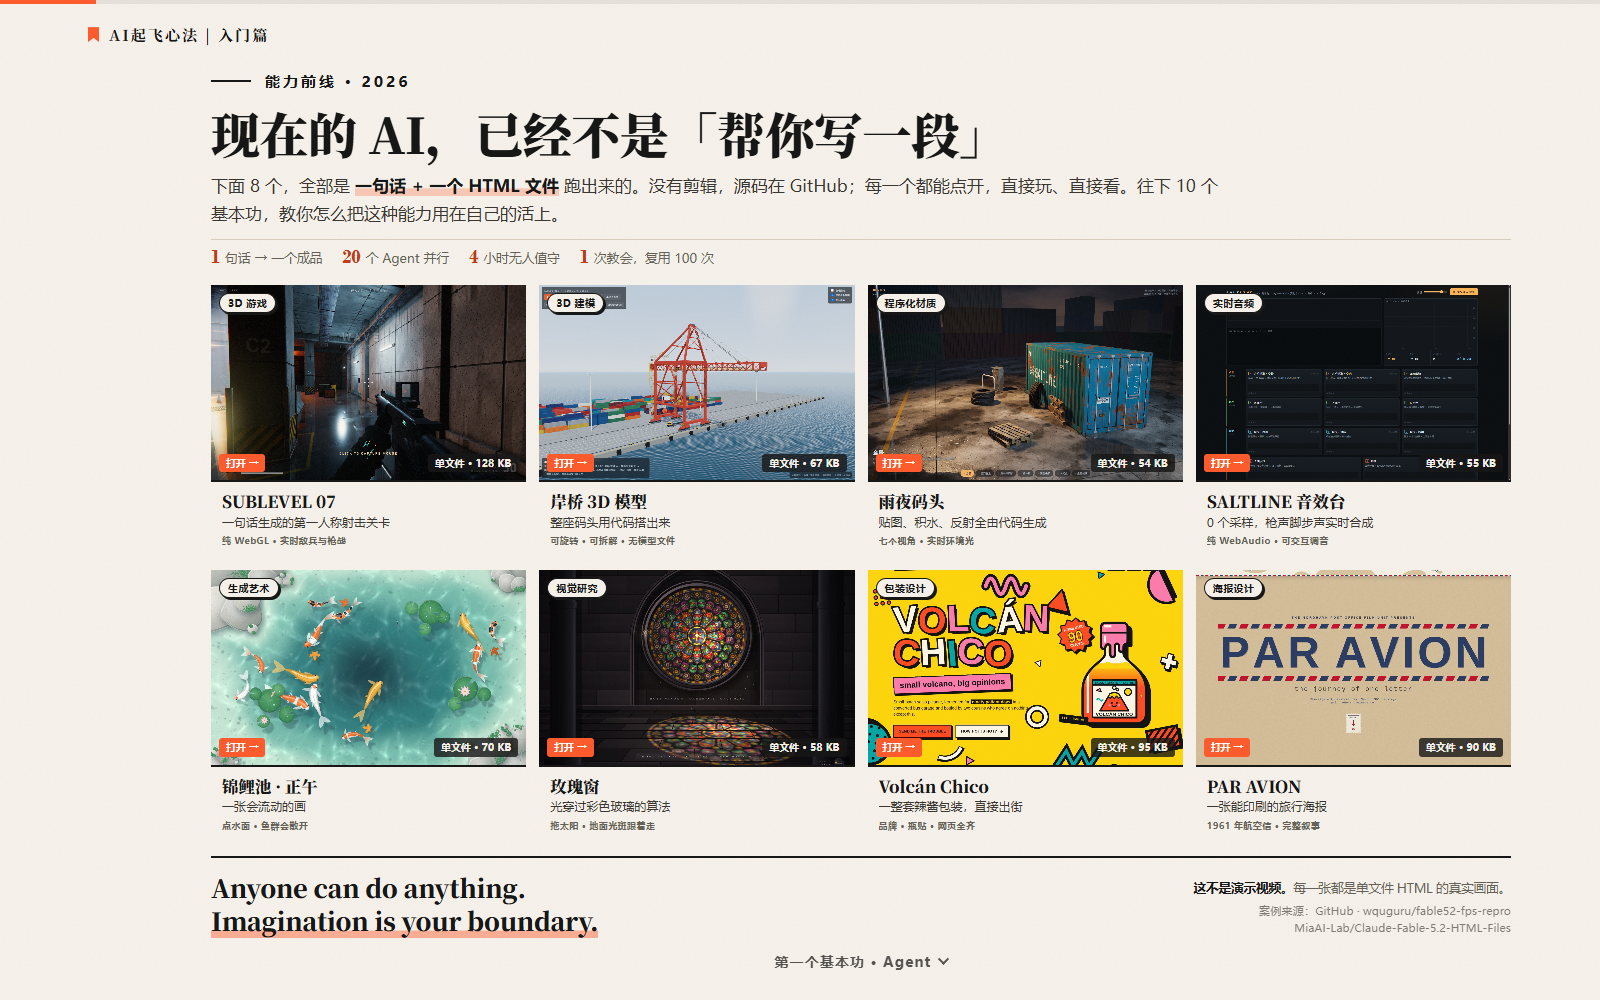 AI起飞心法 | 入门篇
能力前线 • 2026
现在的 AI，已经不是「帮你写一段」
下面 8 个，全部是 一句话 + 一个 HTML 文件 跑出来的。没有剪辑，源码在 GitHub；每一个都能点开，直接玩、直接看。往下 10 个
基本功，教你怎么把这种能力用在自己的活上。
1 句话 → 一个成品 20 个 Agent 并行 4 小时无人值守 1 次教会，复用 100 次
3D 游戏
C2
打开 →
单文件 • 128 KB
SUBLEVEL 07
一句话生成的第一人称射击关卡
纯 WebGL • 实时敌兵与枪战
3D 建模
打开 →
单文件 • 67 KB
岸桥 3D 模型
整座码头用代码搭出来
可旋转 • 可拆解 • 无模型文件
程序化材质
打开 →
单文件 • 54 KB
雨夜码头
贴图、积水、反射全由代码生成
七个视角 • 实时环境光
实时音频
打开 →
单文件 • 55 KB
SALTLINE 音效台
0 个采样，枪声脚步声实时合成
纯 WebAudio • 可交互调音
生成艺术
打开 →
单文件 • 70 KB
锦鲤池 · 正午
一张会流动的画
点水面 • 鱼群会散开
视觉研究
打开 →
单文件 • 58 KB
玫瑰窗
光穿过彩色玻璃的算法
拖太阳 • 地面光斑跟着走
包装设计
VOLCÁN
CHICO
90
small volcano, big opinions
VOLCÁN CHICO
打开 →
单文件 • 95 KB
Volcán Chico
一整套辣酱包装，直接出街
品牌 • 瓶贴 • 网页全齐
海报设计
PAR AVION
the journey of one letter
打开 →
单文件 • 90 KB
PAR AVION
一张能印刷的旅行海报
1961 年航空信 • 完整叙事
Anyone can do anything.
Imagination is your boundary.
这不是演示视频。每一张都是单文件 HTML 的真实画面。
案例来源：GitHub · wquguru/fable52-fps-repro
MiaAI-Lab/Claude-Fable-5.2-HTML-Files
第一个基本功 • Agent